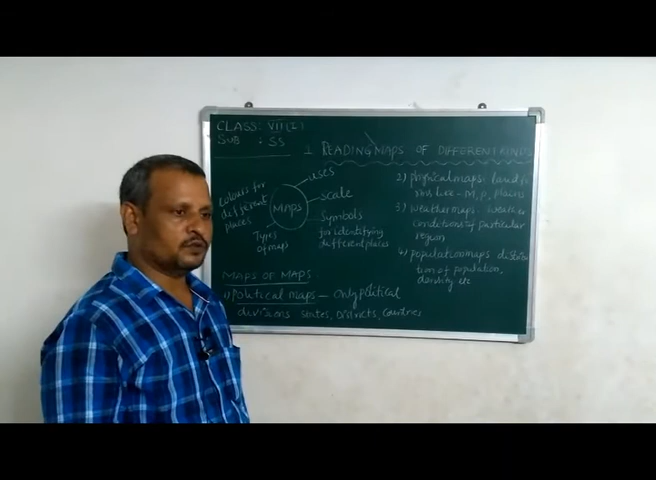 CLASS: VII (I)
SUB : SS
1 READING MAPS OF DIFFERENT KINDS
uses
Scale
Symbols
for identifying
different places
Types
of map
Colours for
different
places
MAPS
MAPS OF MAPS
1) Political maps – Only political
divisions states, Districts, Countries
2) physical maps: land
like – M, P, Plains
3) Weather maps – weather
conditions of particular
region
4) population maps distribu
tion of population,
density etc